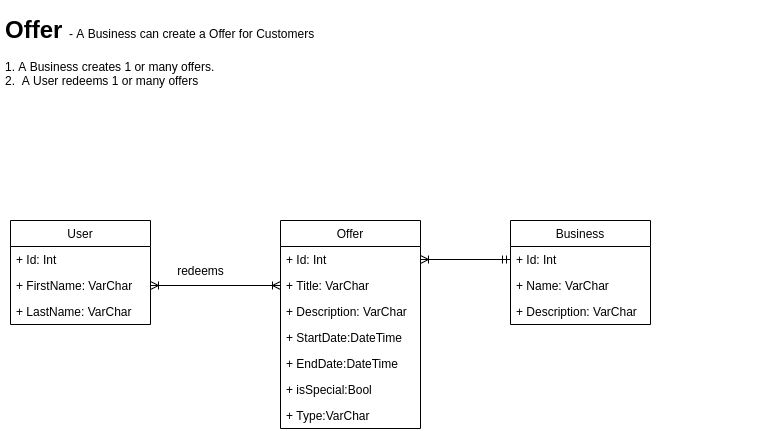 Offer - A Business can create a Offer for Customers
1. A Business creates 1 or many offers.
2. A User redeems 1 or many offers
User
+ Id: Int
+ FirstName: VarChar
+ LastName: VarChar
redeems
Offer
+ Id: Int
+ Title: VarChar
+ Description: VarChar
+ StartDate:DateTime
+ EndDate:DateTime
+ isSpecial:Bool
+ Type:VarChar
Business
+ Id: Int
+ Name: VarChar
+ Description: VarChar